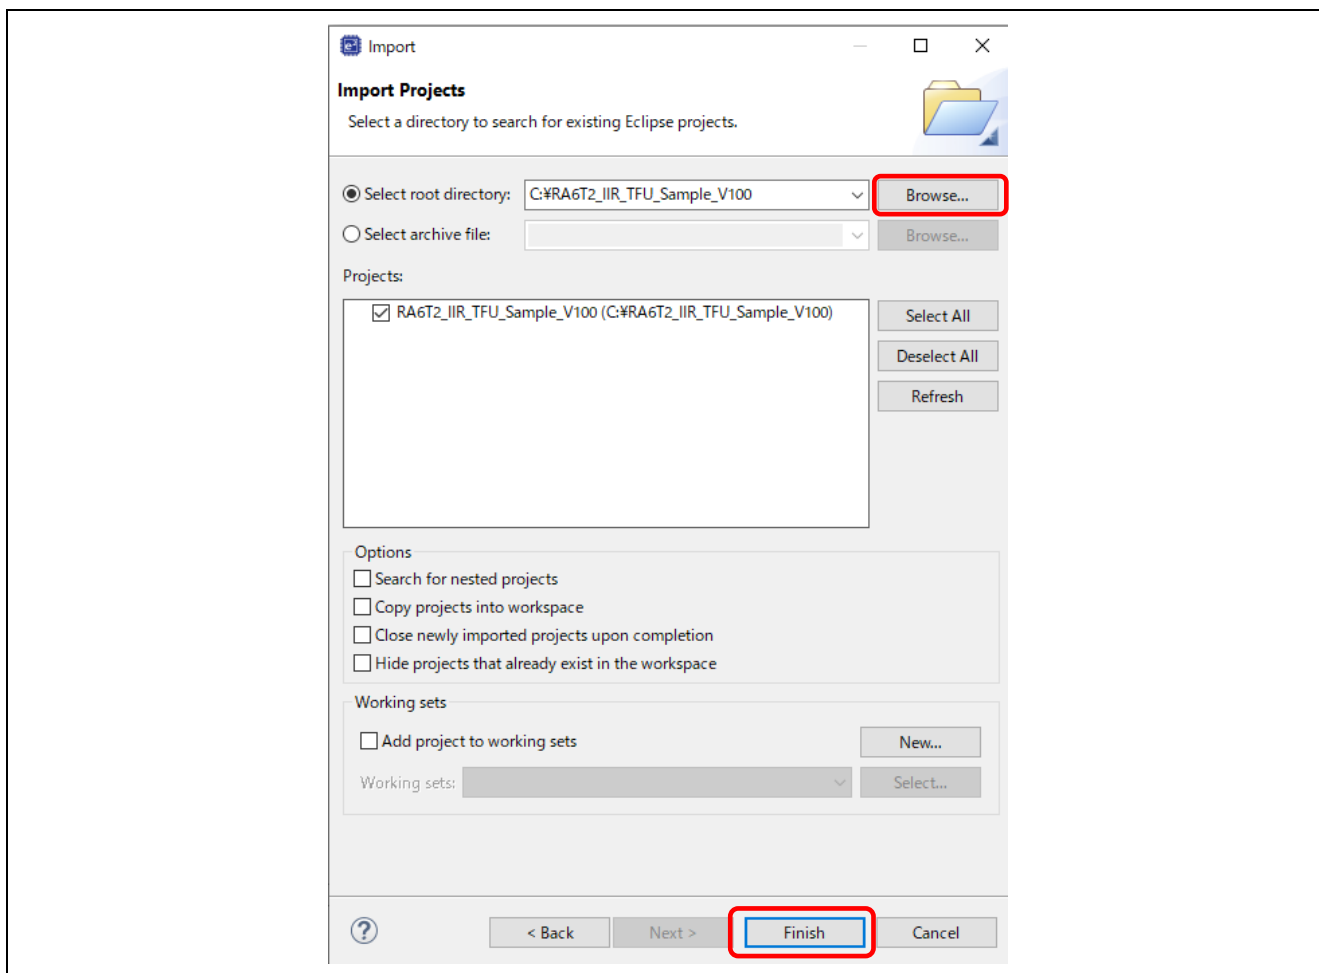 Import
Import Projects
Select a directory to search for existing Eclipse projects.
Select root directory: C:¥RA6T2_IIR_TFU_Sample_V100 Browse...
Select archive file: Browse...
Projects:
RA6T2_IIR_TFU_Sample_V100 (C:¥RA6T2_IIR_TFU_Sample_V100)
Select All
Deselect All
Refresh
Options
Search for nested projects
Copy projects into workspace
Close newly imported projects upon completion
Hide projects that already exist in the workspace
Working sets
Add project to working sets New...
Working sets: Select...
? < Back Next > Finish Cancel